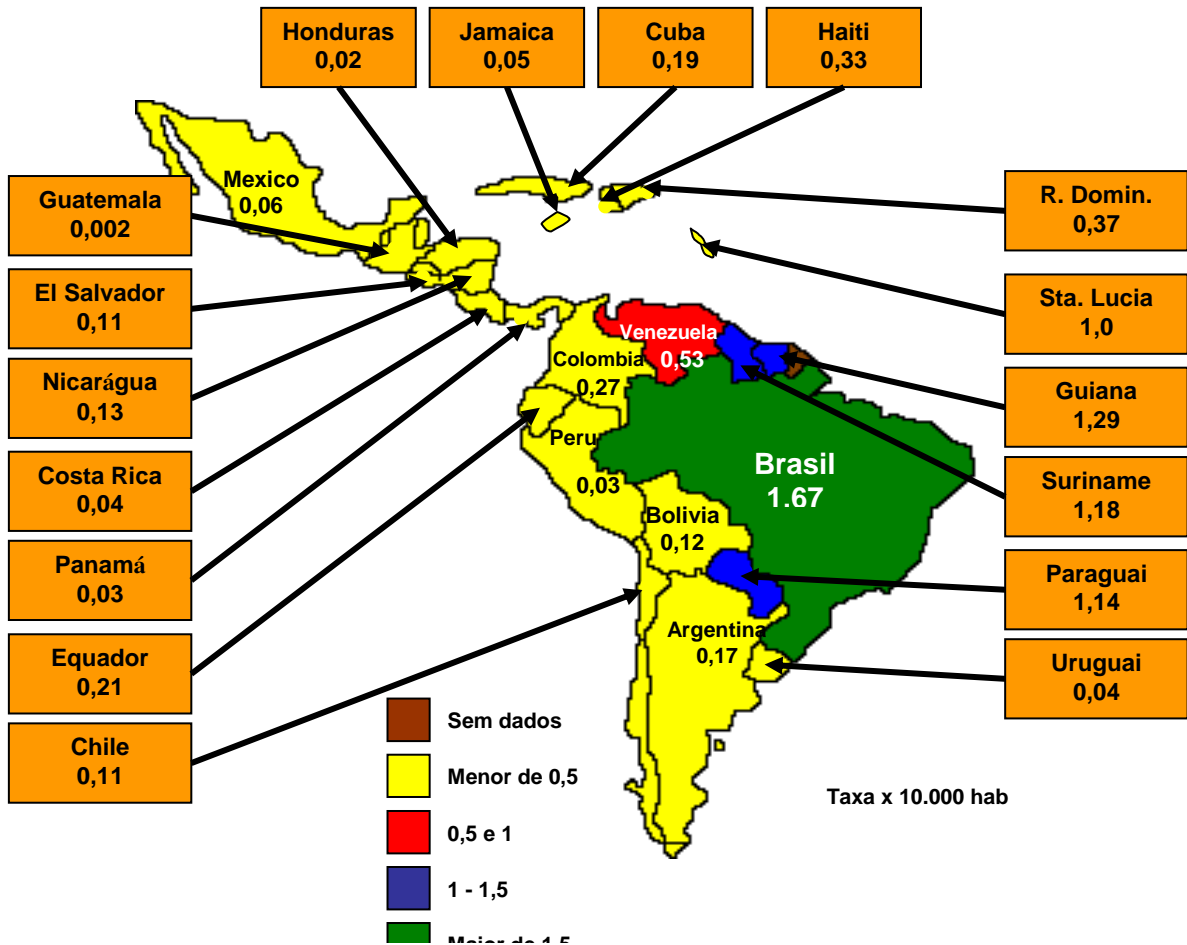 Honduras
0,02
Jamaica
0,05
Cuba
0,19
Haiti
0,33
Mexico
0,06
Guatemala
0,002
El Salvador
0,11
Nicarágua
0,13
Costa Rica
0,04
Panamá
0,03
Equador
0,21
Chile
0,11
R. Domin.
0,37
Sta. Lucia
1,0
Guiana
1,29
Suriname
1,18
Paraguai
1,14
Uruguai
0,04
Venezuela
0,53
Colombia
0,27
Peru
0,03
Brasil
1.67
Bolivia
0,12
Argentina
0,17
Sem dados
Menor de 0,5
0,5 e 1
1 - 1,5
Maior de 1,5
Taxa x 10.000 hab